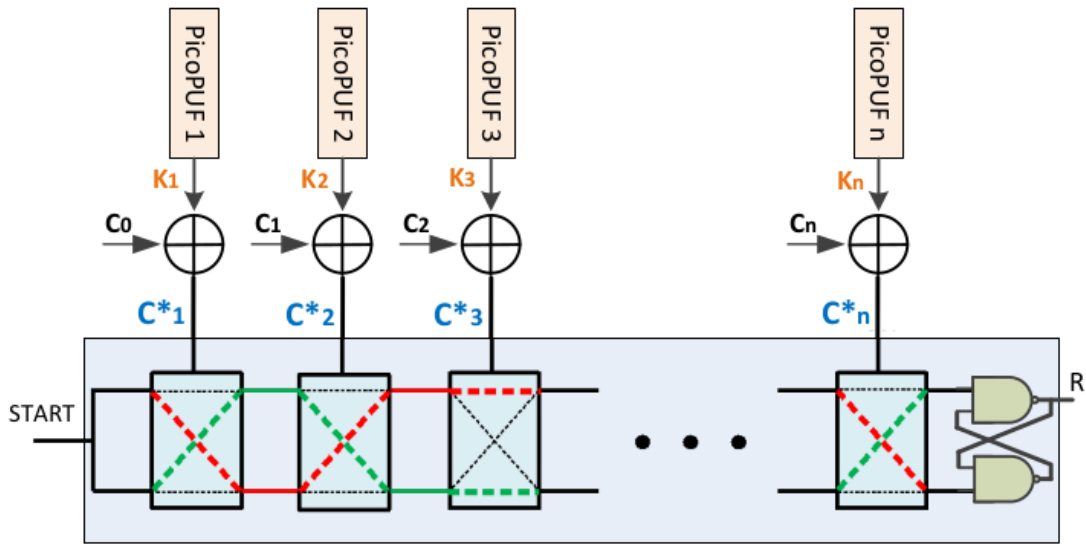 PicoPUF 1
PicoPUF 2
PicoPUF 3
PicoPUF n
K1
K2
K3
Kn
C0
C1
C2
Cn
C*1
C*2
C*3
C*n
START
R